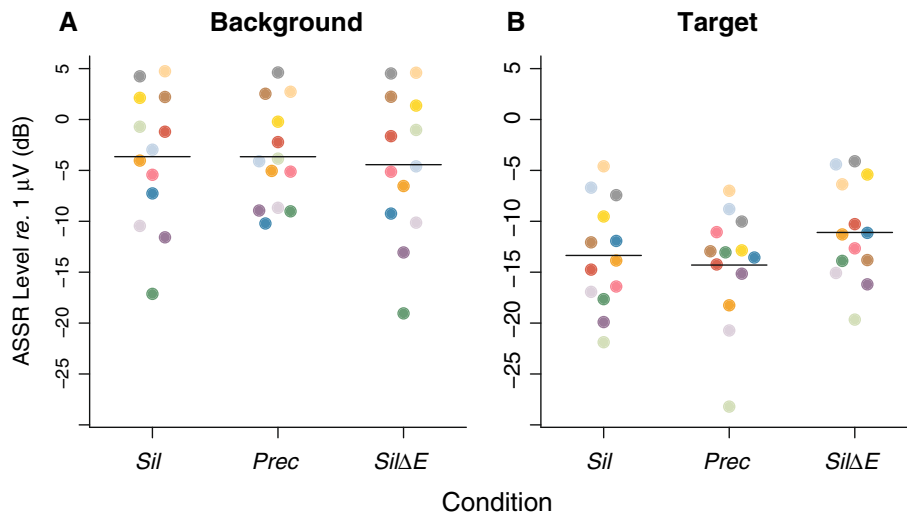 A Background
B Target
ASSR Level re. 1 μV (dB)
5
0
−5
−10
−15
−20
−25
Sil Prec SilΔE
5
0
−5
−10
−15
−20
−25
Sil Prec SilΔE
Condition